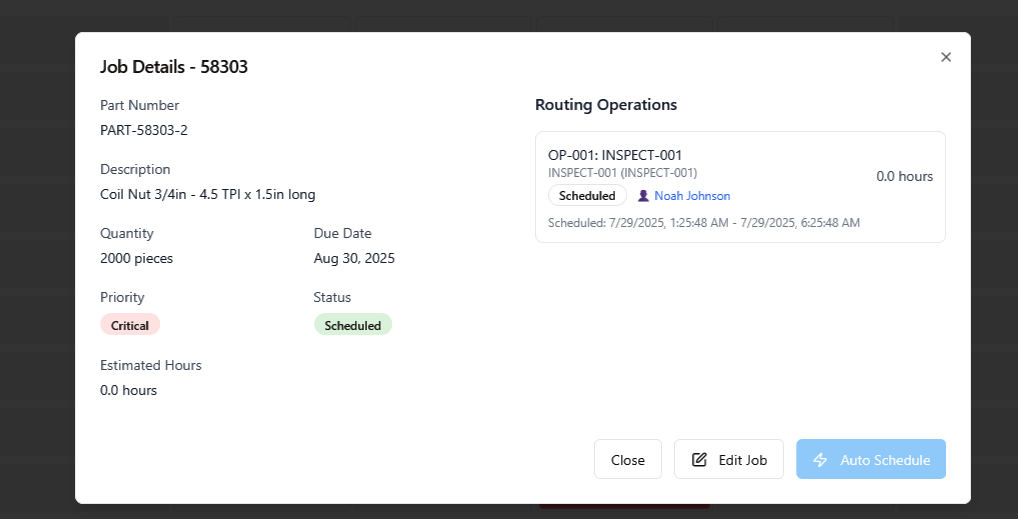 Job Details - 58303
Part Number
PART-58303-2
Description
Coil Nut 3/4in - 4.5 TPI x 1.5in long
Quantity
Due Date
2000 pieces
Aug 30, 2025
Priority
Status
Critical
Scheduled
Estimated Hours
0.0 hours
Routing Operations
OP-001: INSPECT-001
INSPECT-001 (INSPECT-001)
0.0 hours
Scheduled
Noah Johnson
Scheduled: 7/29/2025, 1:25:48 AM - 7/29/2025, 6:25:48 AM
Close
Edit Job
Auto Schedule